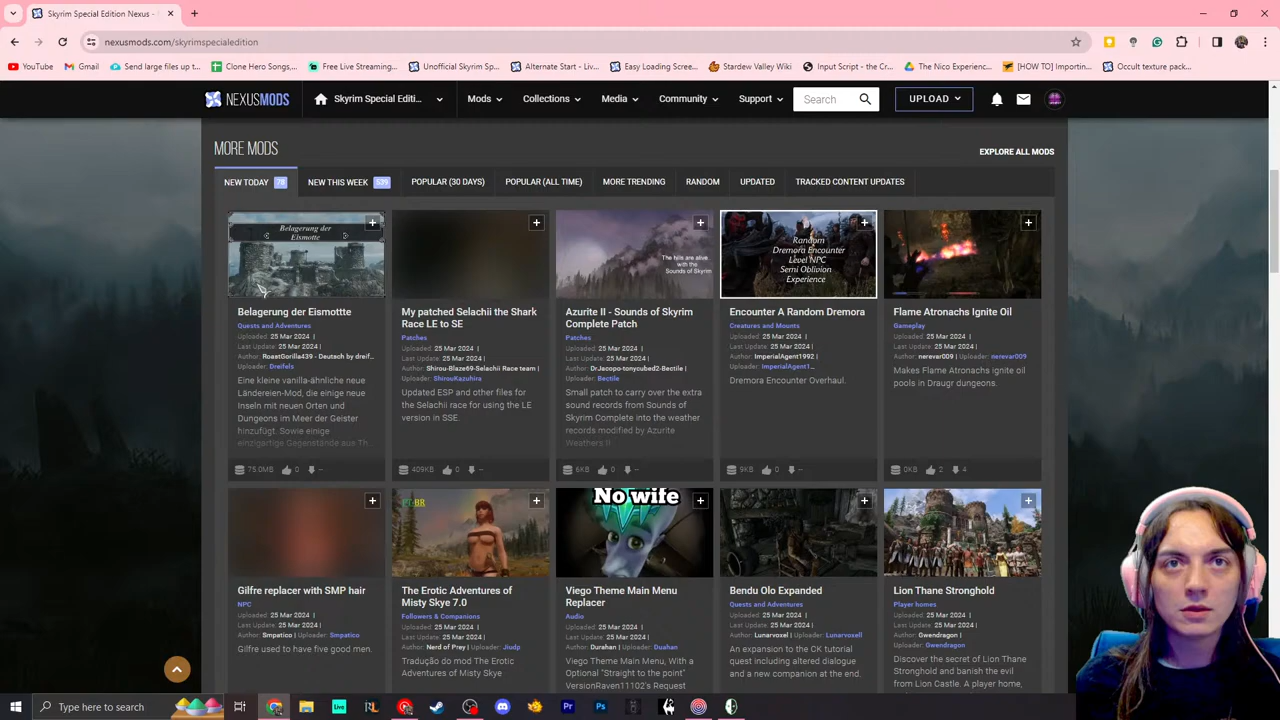 Skyrim Special Edition Nexus -
nexusmods.com/skyrimspecialedition
YouTube Gmail Send large files up t... Clone Hero Songs,... Free Live Streaming... Unofficial Skyrim Sp... Alternate Start - Liv... Easy Loading Scree... Stardew Valley Wiki Input Script - the Cr... The Nico Experienc... [HOW TO] Importin... Occult texture pack...
NEXUSMODS Skyrim Special Editi... Mods Collections Media Community Support Search UPLOAD
MORE MODS
EXPLORE ALL MODS
NEW TODAY 78 NEW THIS WEEK 539 POPULAR (30 DAYS) POPULAR (ALL TIME) MORE TRENDING RANDOM UPDATED TRACKED CONTENT UPDATES
Belagerung der
Eismotte
Belagerung der Eismottte
Quests and Adventures
Uploaded: 25 Mar 2024 |
Last Update: 25 Mar 2024 |
Author: RoastGorilla439 - Deutsch by dreif...
Uploader: Dreifels
Eine kleine vanilla-ähnliche neue
Ländereien-Mod, die einige neue
Inseln mit neuen Orten und
Dungeons im Meer der Geister
hinzufügt. Sowie einige
einzigartige Gegenstände aus Th
75.0MB 0 --
My patched Selachii the Shark
Race LE to SE
Patches
Uploaded: 25 Mar 2024 |
Last Update: 25 Mar 2024 |
Author: Shirou-Blaze69-Selachii Race team |
Uploader: ShirouKazuhira
Updated ESP and other files for
the Selachii race for using the LE
version in SSE.
409KB 0 --
The hills are alive
with the
Sounds of Skyrim
Azurite II - Sounds of Skyrim
Complete Patch
Patches
Uploaded: 25 Mar 2024 |
Last Update: 25 Mar 2024 |
Author: DrJacopo-tonycubed2-Bectile |
Uploader: Bectile
Small patch to carry over the extra
sound records from Sounds of
Skyrim Complete into the weather
records modified by Azurite
Weathers II.
6KB 0 --
Random
Dremora Encounter
Level NPC
Semi Oblivion
Experience
Encounter A Random Dremora
Creatures and Mounts
Uploaded: 25 Mar 2024 |
Last Update: 25 Mar 2024 |
Author: ImperialAgent1992 |
Uploader: ImperialAgent1...
Dremora Encounter Overhaul.
9KB 0 --
Flame Atronachs Ignite Oil
Gameplay
Uploaded: 25 Mar 2024 |
Last Update: 25 Mar 2024 |
Author: nerevar009 | Uploader: nerevar009
Makes Flame Atronachs ignite oil
pools in Draugr dungeons.
0KB 2 4
Gilfre replacer with SMP hair
NPC
Uploaded: 25 Mar 2024 |
Last Update: 25 Mar 2024 |
Author: Smpatico | Uploader: Smpatico
Gilfre used to have five good men.
PT-BR
The Erotic Adventures of
Misty Skye 7.0
Followers & Companions
Uploaded: 25 Mar 2024 |
Last Update: 25 Mar 2024 |
Author: Nerd of Prey | Uploader: Jiudp
Tradução do mod The Erotic
Adventures of Misty Skye
No wife
Viego Theme Main Menu
Replacer
Audio
Uploaded: 25 Mar 2024 |
Last Update: 25 Mar 2024 |
Author: Durahan | Uploader: Duahan
Viego Theme Main Menu, With a
Optional "Straight to the point"
VersionRaven11102's Request
Bendu Olo Expanded
Quests and Adventures
Uploaded: 25 Mar 2024 |
Last Update: 25 Mar 2024 |
Author: Lunarvoxel | Uploader: Lunarvoxell
An expansion to the CK tutorial
quest including altered dialogue
and a new companion at the end.
Lion Thane Stronghold
Player homes
Uploaded: 25 Mar 2024 |
Last Update: 25 Mar 2024 |
Author: Gwendragon |
Uploader: Gwendragon
Discover the secret of Lion Thane
Stronghold and banish the evil
from Lion Castle. A player home,
Type here to search